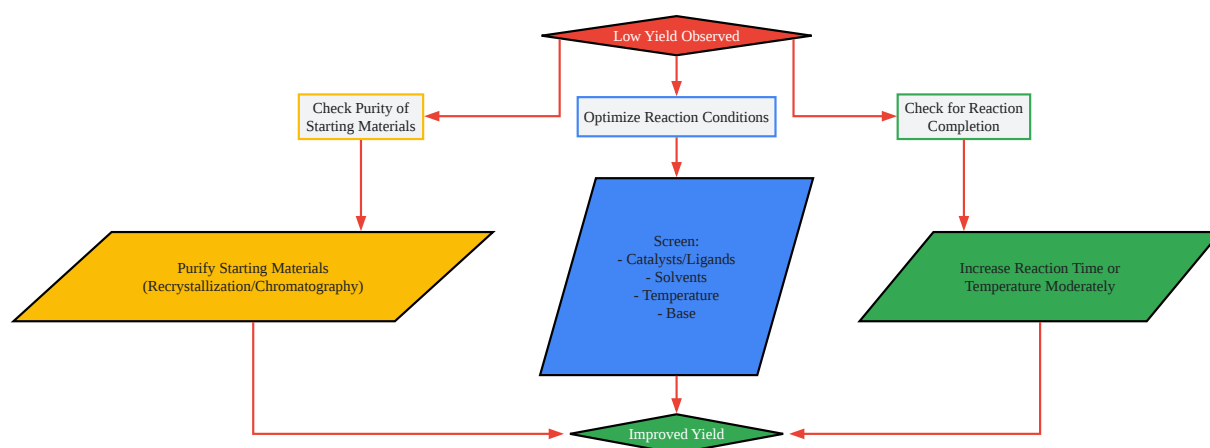 Low Yield Observed
Check Purity of
Starting Materials
Optimize Reaction Conditions
Check for Reaction
Completion
Purify Starting Materials
(Recrystallization/Chromatography)
Screen:
- Catalysts/Ligands
- Solvents
- Temperature
- Base
Increase Reaction Time or
Temperature Moderately
Improved Yield